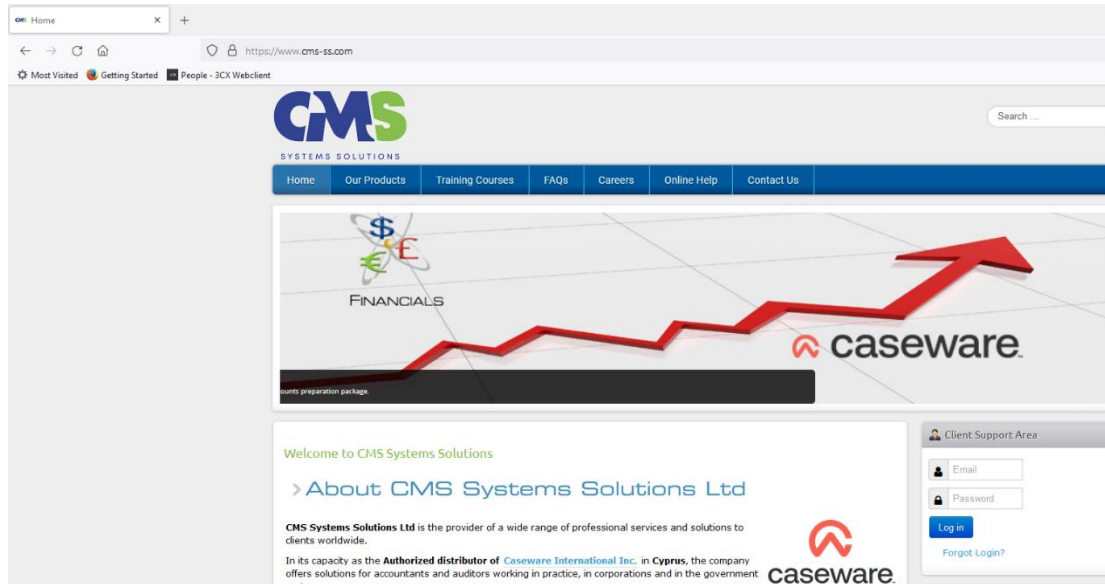 CMS Home
https://www.cms-ss.com
Most Visited Getting Started People - 3CX Webclient
CMS
SYSTEMS SOLUTIONS
Search ...
Home Our Products Training Courses FAQs Careers Online Help Contact Us
$ £ €
FINANCIALS
caseware
ounts preparation package.
Welcome to CMS Systems Solutions
About CMS Systems Solutions Ltd
CMS Systems Solutions Ltd is the provider of a wide range of professional services and solutions to
clients worldwide.
In its capacity as the Authorized distributor of Caseware International Inc. in Cyprus, the company
offers solutions for accountants and auditors working in practice, in corporations and in the government
caseware
Client Support Area
Email
Password
Log in
Forgot Login?